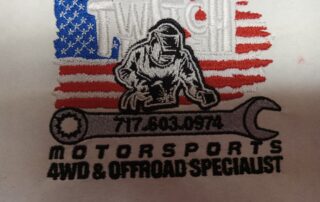 TWITCH
717.603.0974
MOTORSPORTS
4WD & OFFROAD SPECIALIST